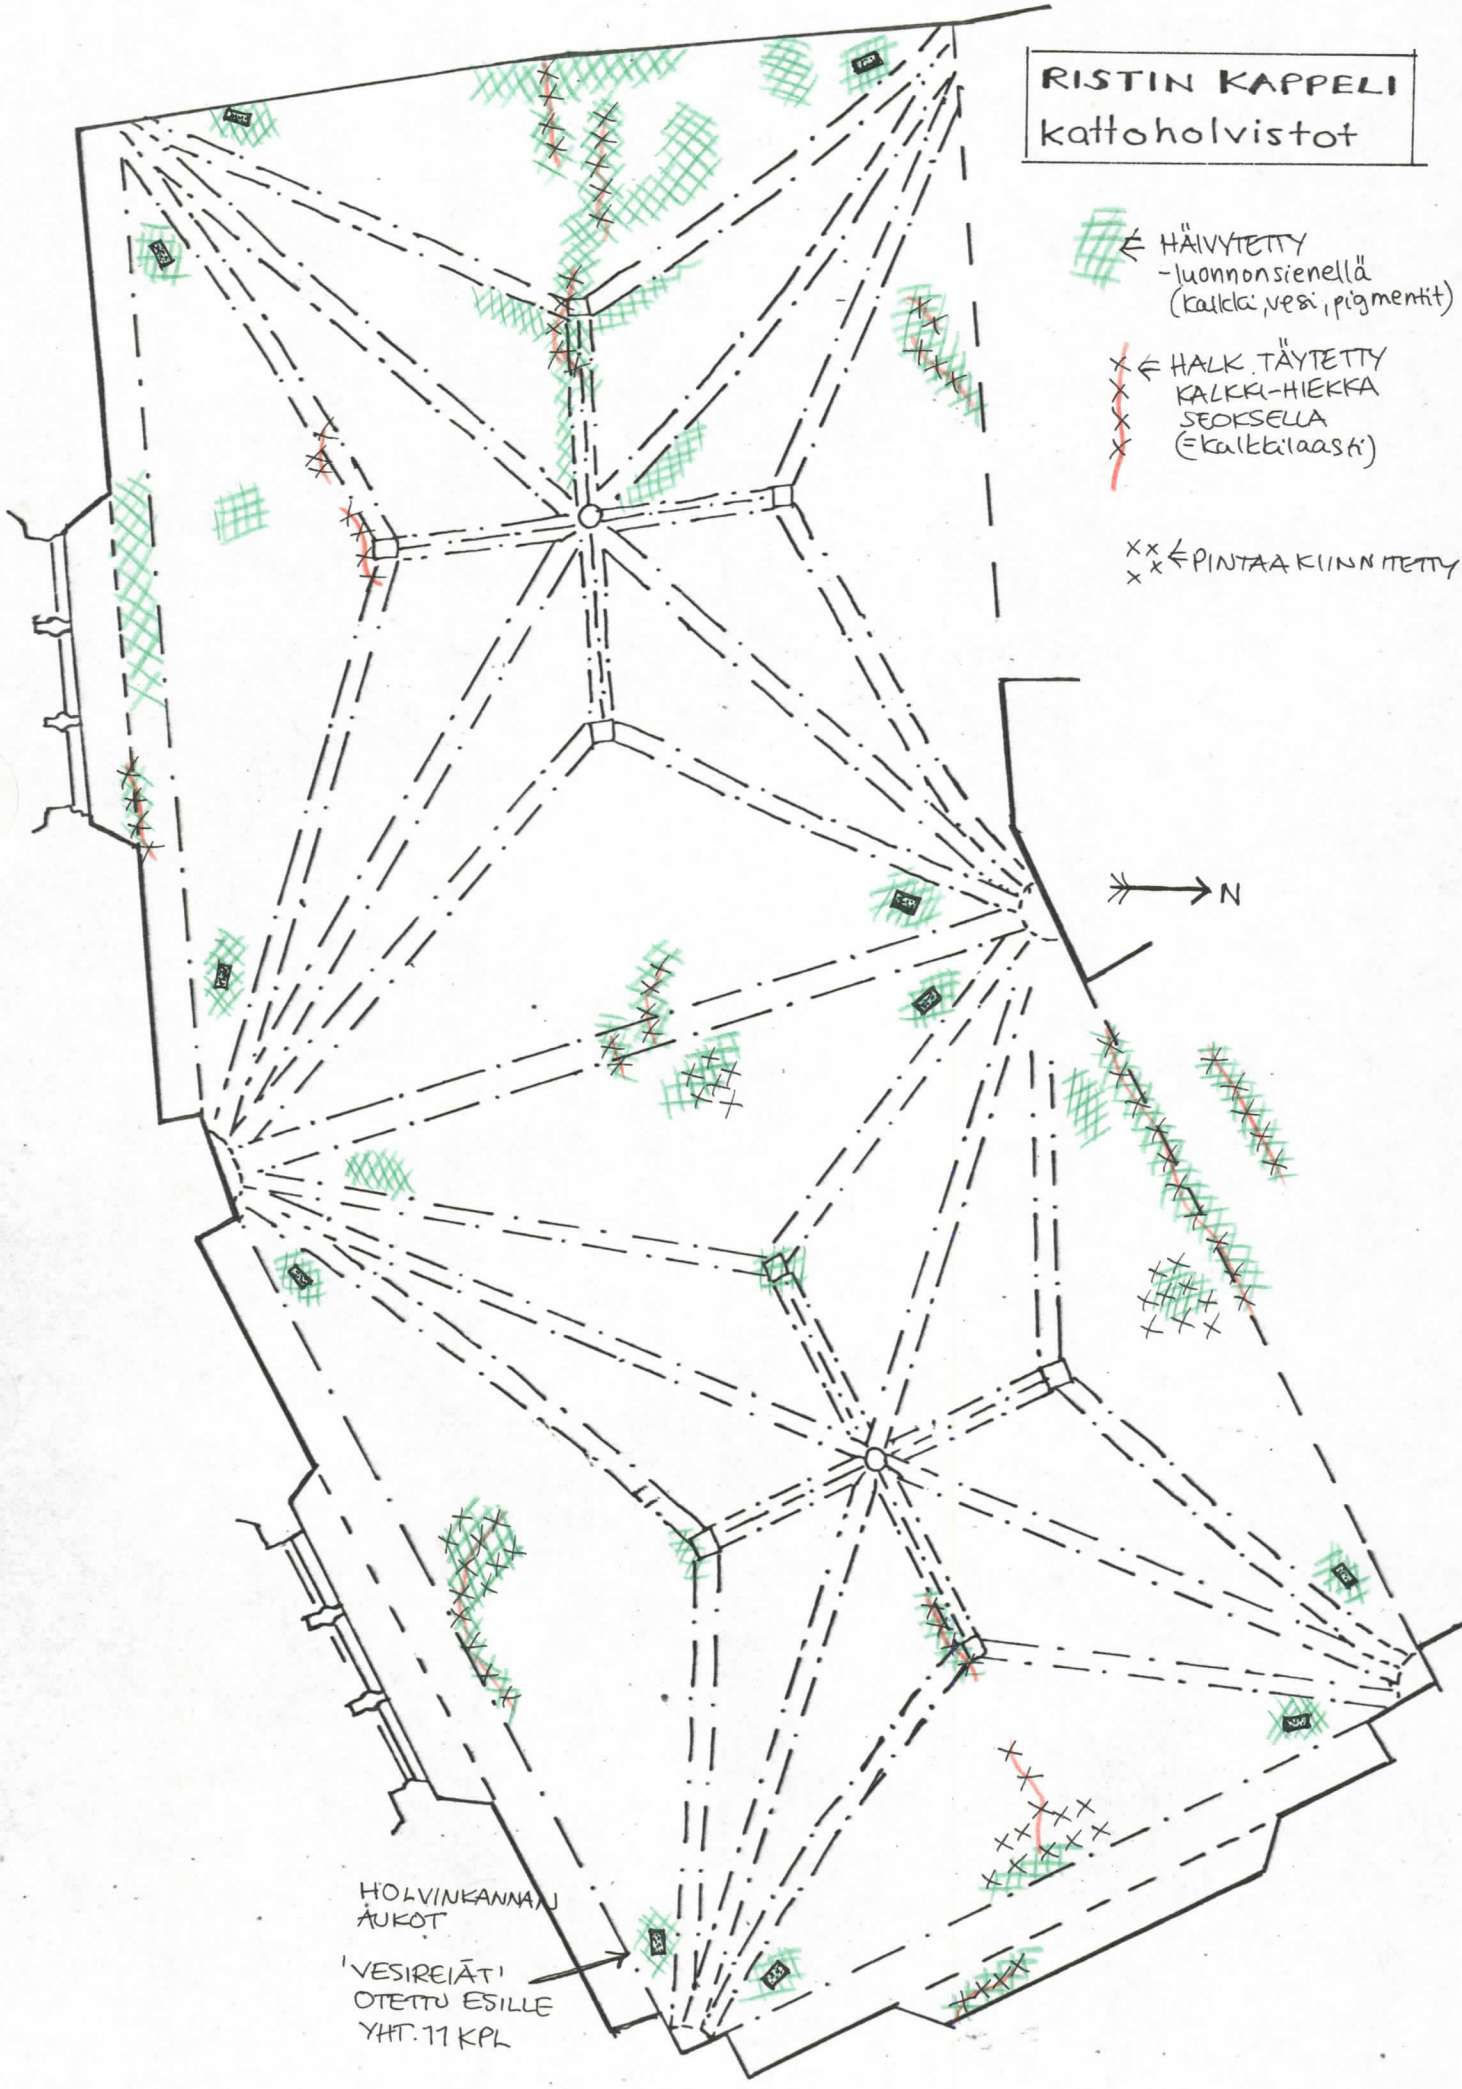 RISTIN KAPPELI
kattoholvistot
⇐ HÄIVYTETTY
-luonnonsienellä
(kalkki, vesi, pigmentit)
⇐ HALK. TÄYTETTY
KALKKI-HIEKKA
SEOKSELLA
(=kalkkilaasti)
⇐ PINTAA KIINNITETTY
N
HOLVINKANNAN
AUKOT
'VESIREIÄT'
OTETTU ESILLE
YHT. 11 KPL